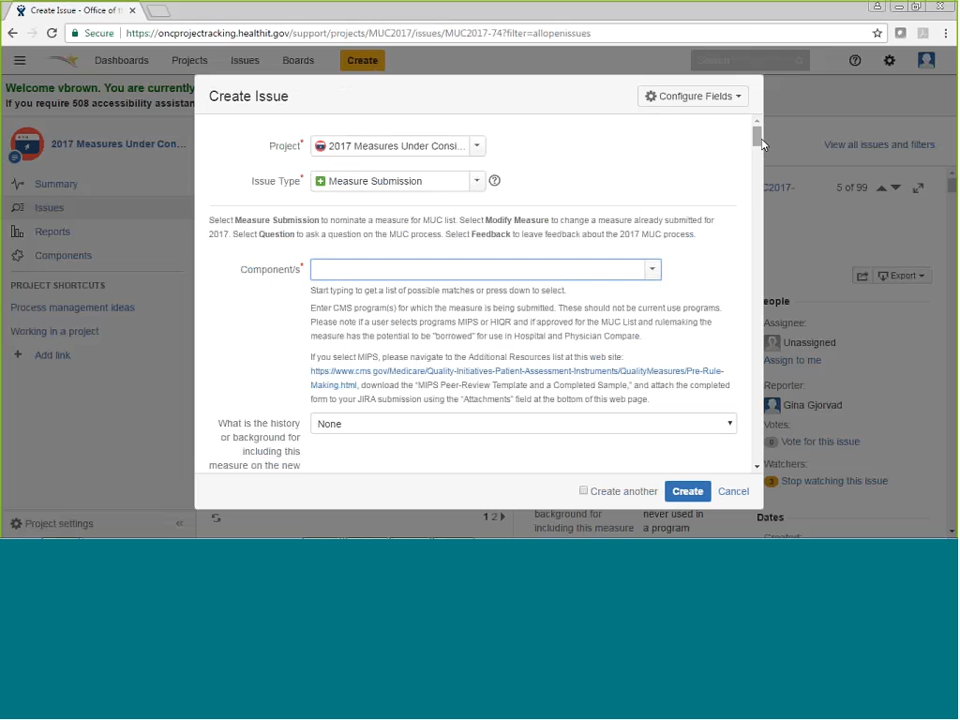 Create Issue - Office of t
Secure
https://oncprojectracking.healthit.gov/support/projects/MUC2017/issues/MUC2017-74?filter=allopenissues
Dashboards
Projects
Issues
Boards
Create
Search
Welcome vbrown. You are currently
If you require 508 accessibility assistan
2017 Measures Under Con...
Summary
Issues
Reports
Components
PROJECT SHORTCUTS
Process management ideas
Working in a project
Add link
Project settings
Create Issue
Configure Fields
Project*
2017 Measures Under Consi...
Issue Type*
Measure Submission
Select Measure Submission to nominate a measure for MUC list. Select Modify Measure to change a measure already submitted for
2017. Select Question to ask a question on the MUC process. Select Feedback to leave feedback about the 2017 MUC process.
Component/s*
Start typing to get a list of possible matches or press down to select.
Enter CMS program(s) for which the measure is being submitted. These should not be current use programs.
Please note if a user selects programs MIPS or HIQR and if approved for the MUC List and rulemaking the
measure has the potential to be "borrowed" for use in Hospital and Physician Compare.
If you select MIPS, please navigate to the Additional Resources list at this web site:
https://www.cms.gov/Medicare/Quality-Initiatives-Patient-Assessment-Instruments/QualityMeasures/Pre-Rule-
Making.html, download the "MIPS Peer-Review Template and a Completed Sample," and attach the completed
form to your JIRA submission using the "Attachments" field at the bottom of this web page.
What is the history
or background for
including this
measure on the new
None
Create another
Create
Cancel
View all issues and filters.
C2017-
5 of 99
Export
eople
Assignee:
Unassigned
Assign to me
Reporter:
Gina Gjorvad
Votes:
0 Vote for this issue
Watchers:
3 Stop watching this issue
Dates
1 2
background for
including this measure
never used in
a program